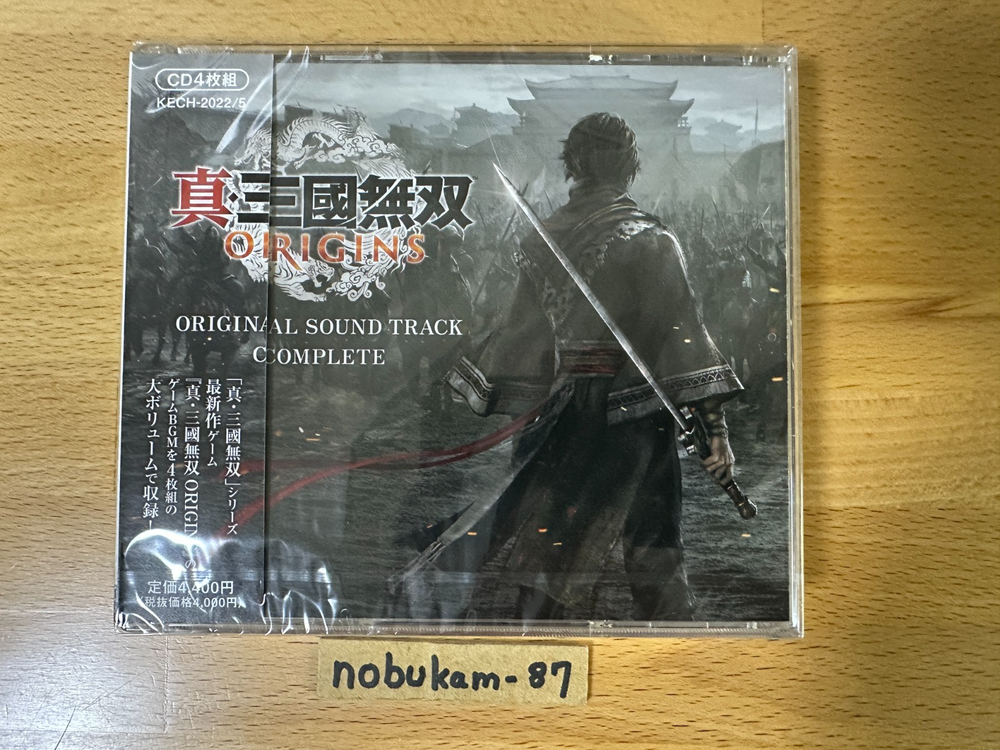 CD4枚組
KECH-2022/5
真・三國無双
ORIGINS
ORIGINAL SOUND TRACK
COMPLETE
「真・三國無双」シリーズ
最新作ゲーム
『真・三國無双 ORIGIN の
ゲームBGMを4枚組の
大ボリュームで収録!
定価4,400円
(税抜価格4,000円)
nobukam-87